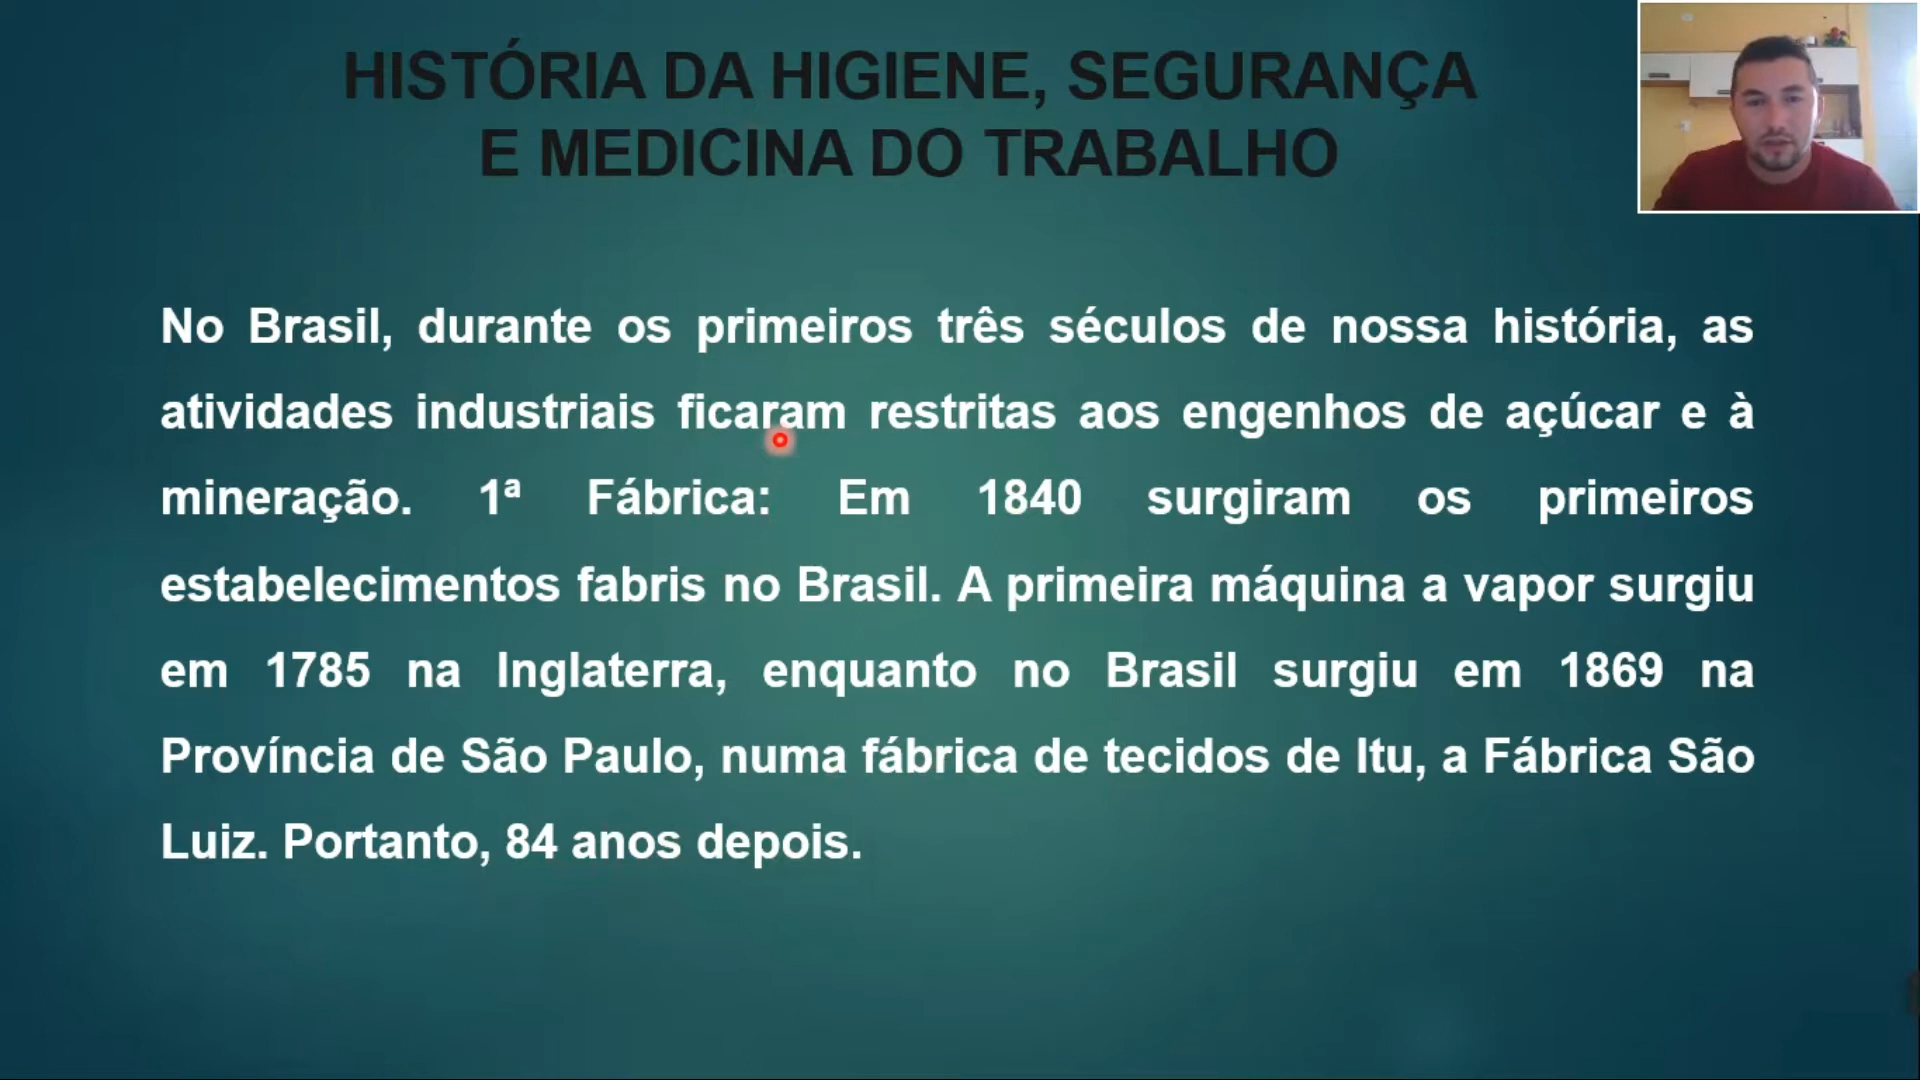 HISTÓRIA DA HIGIENE, SEGURANÇA
E MEDICINA DO TRABALHO
No Brasil, durante os primeiros três séculos de nossa história, as
atividades industriais ficaram restritas aos engenhos de açúcar e à
mineração. 1ª Fábrica: Em 1840 surgiram os primeiros
estabelecimentos fabris no Brasil. A primeira máquina a vapor surgiu
em 1785 na Inglaterra, enquanto no Brasil surgiu em 1869 na
Província de São Paulo, numa fábrica de tecidos de Itu, a Fábrica São
Luiz. Portanto, 84 anos depois.